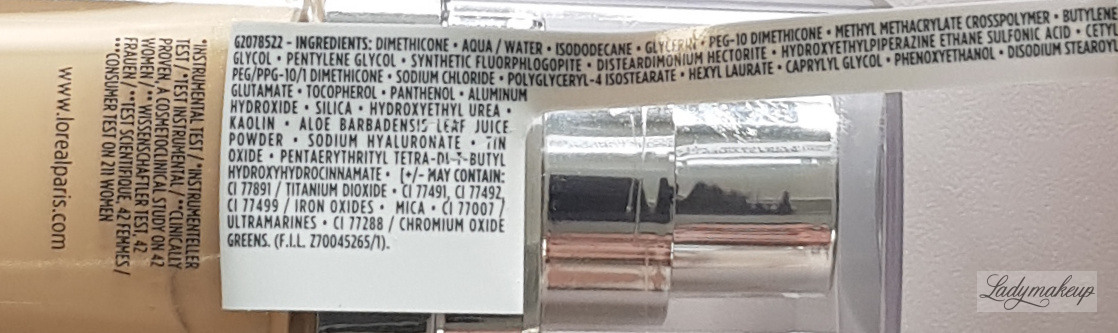 G2078522 - INGREDIENTS: DIMETHICONE • AQUA / WATER • ISODODECANE • GLYCERIN • PEG-10 DIMETHICONE • METHYL METHACRYLATE CROSSPOLYMER • BUTYLENE
GLYCOL • PENTYLENE GLYCOL • SYNTHETIC FLUORPHLOGOPITE • DISTEARDIMONIUM HECTORITE • HYDROXYETHYLPIPERAZINE ETHANE SULFONIC ACID • CETYL
PEG/PPG-10/1 DIMETHICONE • SODIUM CHLORIDE • POLYGLYCERYL-4 ISOSTEARATE • HEXYL LAURATE • CAPRYLYL GLYCOL • PHENOXYETHANOL • DISODIUM STEAROYL
GLUTAMATE • TOCOPHEROL • PANTHENOL • ALUMINUM
HYDROXIDE • SILICA • HYDROXYETHYL UREA •
KAOLIN • ALOE BARBADENSIS LEAF JUICE
POWDER • SODIUM HYALURONATE • TIN
OXIDE • PENTAERYTHRITYL TETRA-DI-T-BUTYL
HYDROXYHYDROCINNAMATE • [+/- MAY CONTAIN:
CI 77891 / TITANIUM DIOXIDE • CI 77491, CI 77492,
CI 77499 / IRON OXIDES • MICA • CI 77007 /
ULTRAMARINES • CI 77288 / CHROMIUM OXIDE
GREENS. (F.I.L. Z70045265/1).
*INSTRUMENTAL TEST / *INSTRUMENTELLER
TEST / *TEST INSTRUMENTAL / **CLINICALLY
PROVEN, A COSMETOCLINICAL STUDY ON 42
WOMEN / **WISSENSCHAFTLER TEST, 42
FRAUEN / **TEST SCIENTIFIQUE, 42 FEMMES /
***CONSUMER TEST ON 211 WOMEN
www.lorealparis.com
Ladymakeup